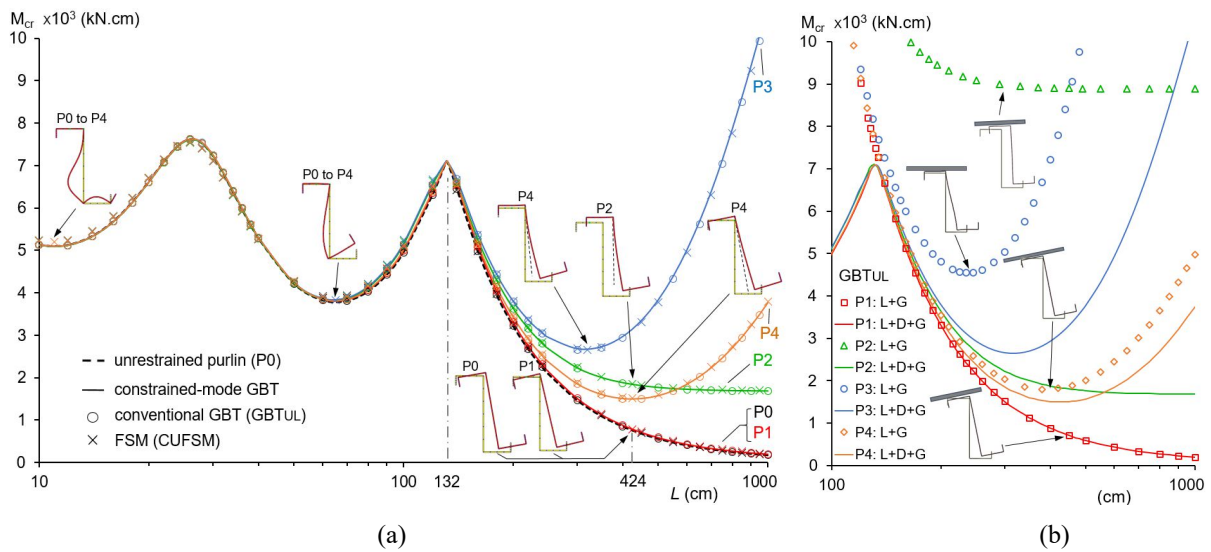 M_cr x10³ (kN.cm)
10
9
8
7
6
5
4
3
2
1
0
P0 to P4
P0 to P4
P4
P2
P4
P3
P4
P2
P0
P1
P0
P1
unrestrained purlin (P0)
constrained-mode GBT
conventional GBT (GBTUL)
FSM (CUFSM)
10
100
132
424
L (cm)
1000
(a)
M_cr x10³ (kN.cm)
10
9
8
7
6
5
4
3
2
1
0
GBTUL
P1: L+G
P1: L+D+G
P2: L+G
P2: L+D+G
P3: L+G
P3: L+D+G
P4: L+G
P4: L+D+G
100
(cm)
1000
(b)